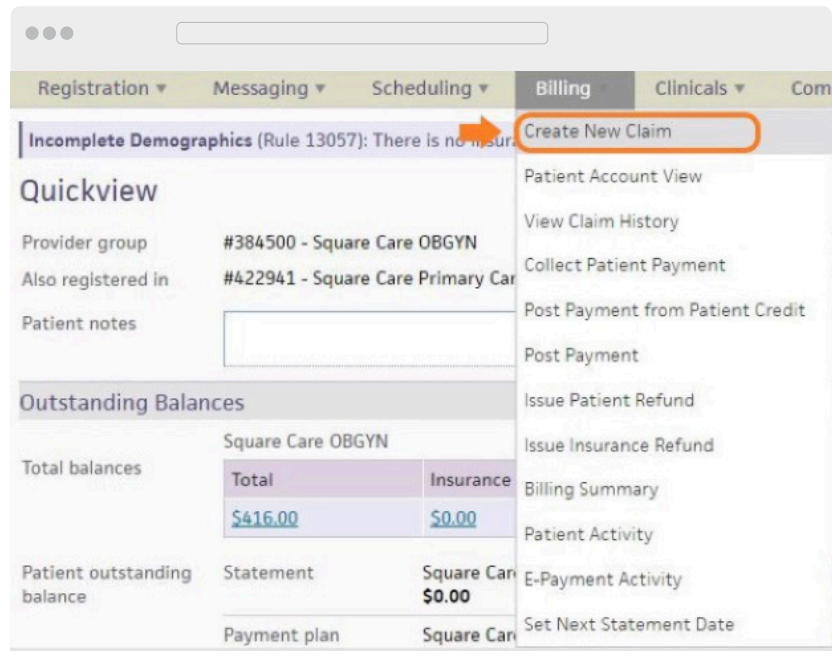 Registration Messaging Scheduling Billing Clinicals Com
Incomplete Demographics (Rule 13057): There is no insura
Create New Claim
Patient Account View
View Claim History
Collect Patient Payment
Post Payment from Patient Credit
Post Payment
Issue Patient Refund
Issue Insurance Refund
Billing Summary
Patient Activity
E-Payment Activity
Set Next Statement Date
Quickview
Provider group #384500 - Square Care OBGYN
Also registered in #422941 - Square Care Primary Car
Patient notes
Outstanding Balances
Square Care OBGYN
Total balances
Total Insurance
$416.00 $0.00
Patient outstanding balance
Statement Square Car
$0.00
Payment plan Square Car